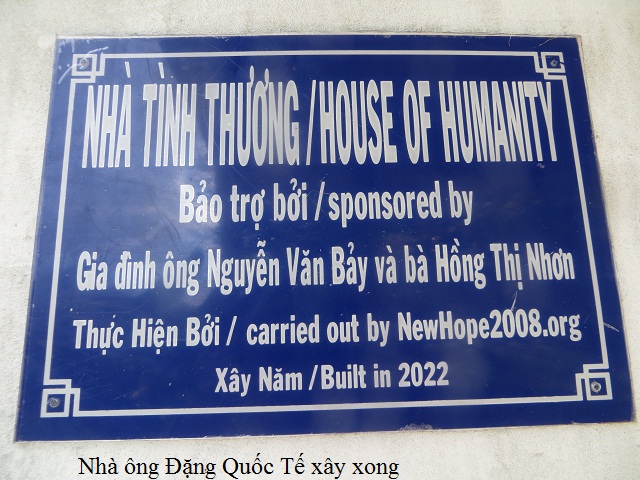 NHÀ TÌNH THƯƠNG / HOUSE OF HUMANITY
Bảo trợ bởi / sponsored by
Gia đình ông Nguyễn Văn Bảy và bà Hồng Thị Nhơn
Thực Hiện Bởi / carried out by NewHope2008.org
Xây Năm / Built in 2022
Nhà ông Đặng Quốc Tế xây xong